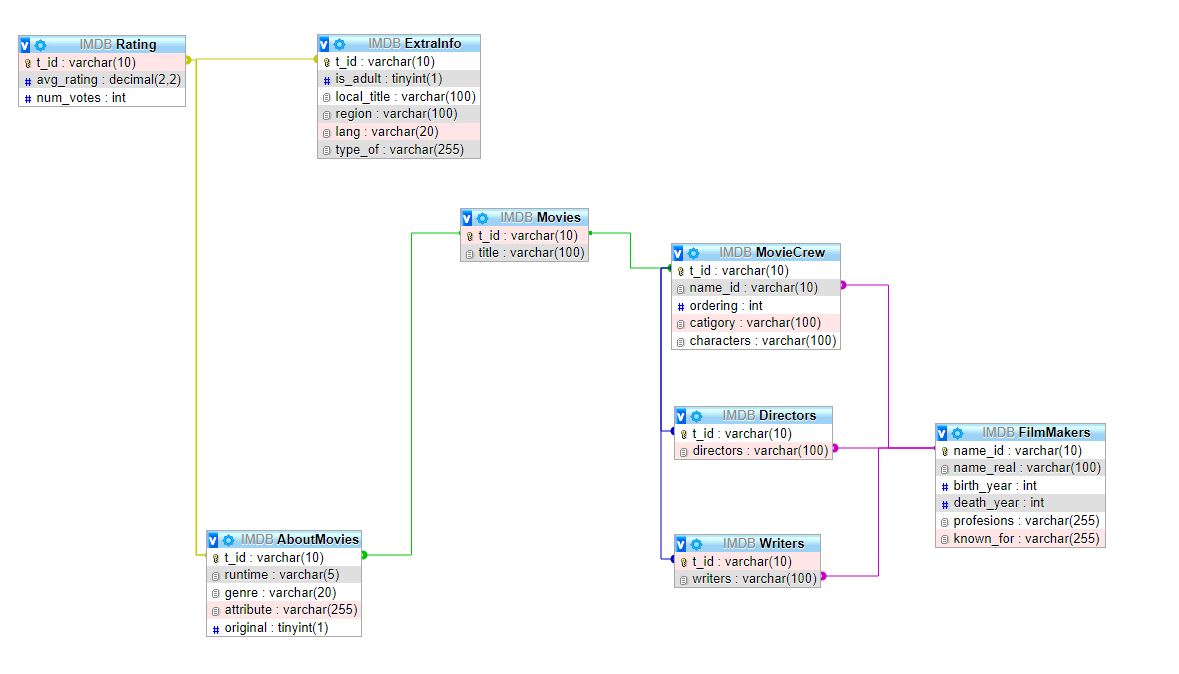 v IMDB Rating
t_id : varchar(10)
# avg_rating : decimal(2,2)
# num_votes : int
v IMDB ExtraInfo
t_id : varchar(10)
# is_adult : tinyint(1)
local_title : varchar(100)
region : varchar(100)
lang : varchar(20)
type_of : varchar(255)
v IMDB Movies
t_id : varchar(10)
title : varchar(100)
v IMDB MovieCrew
t_id : varchar(10)
name_id : varchar(10)
# ordering : int
catigory : varchar(100)
characters : varchar(100)
v IMDB Directors
t_id : varchar(10)
directors : varchar(100)
v IMDB FilmMakers
name_id : varchar(10)
name_real : varchar(100)
# birth_year : int
# death_year : int
profesions : varchar(255)
known_for : varchar(255)
v IMDB AboutMovies
t_id : varchar(10)
runtime : varchar(5)
genre : varchar(20)
attribute : varchar(255)
# original : tinyint(1)
v IMDB Writers
t_id : varchar(10)
writers : varchar(100)